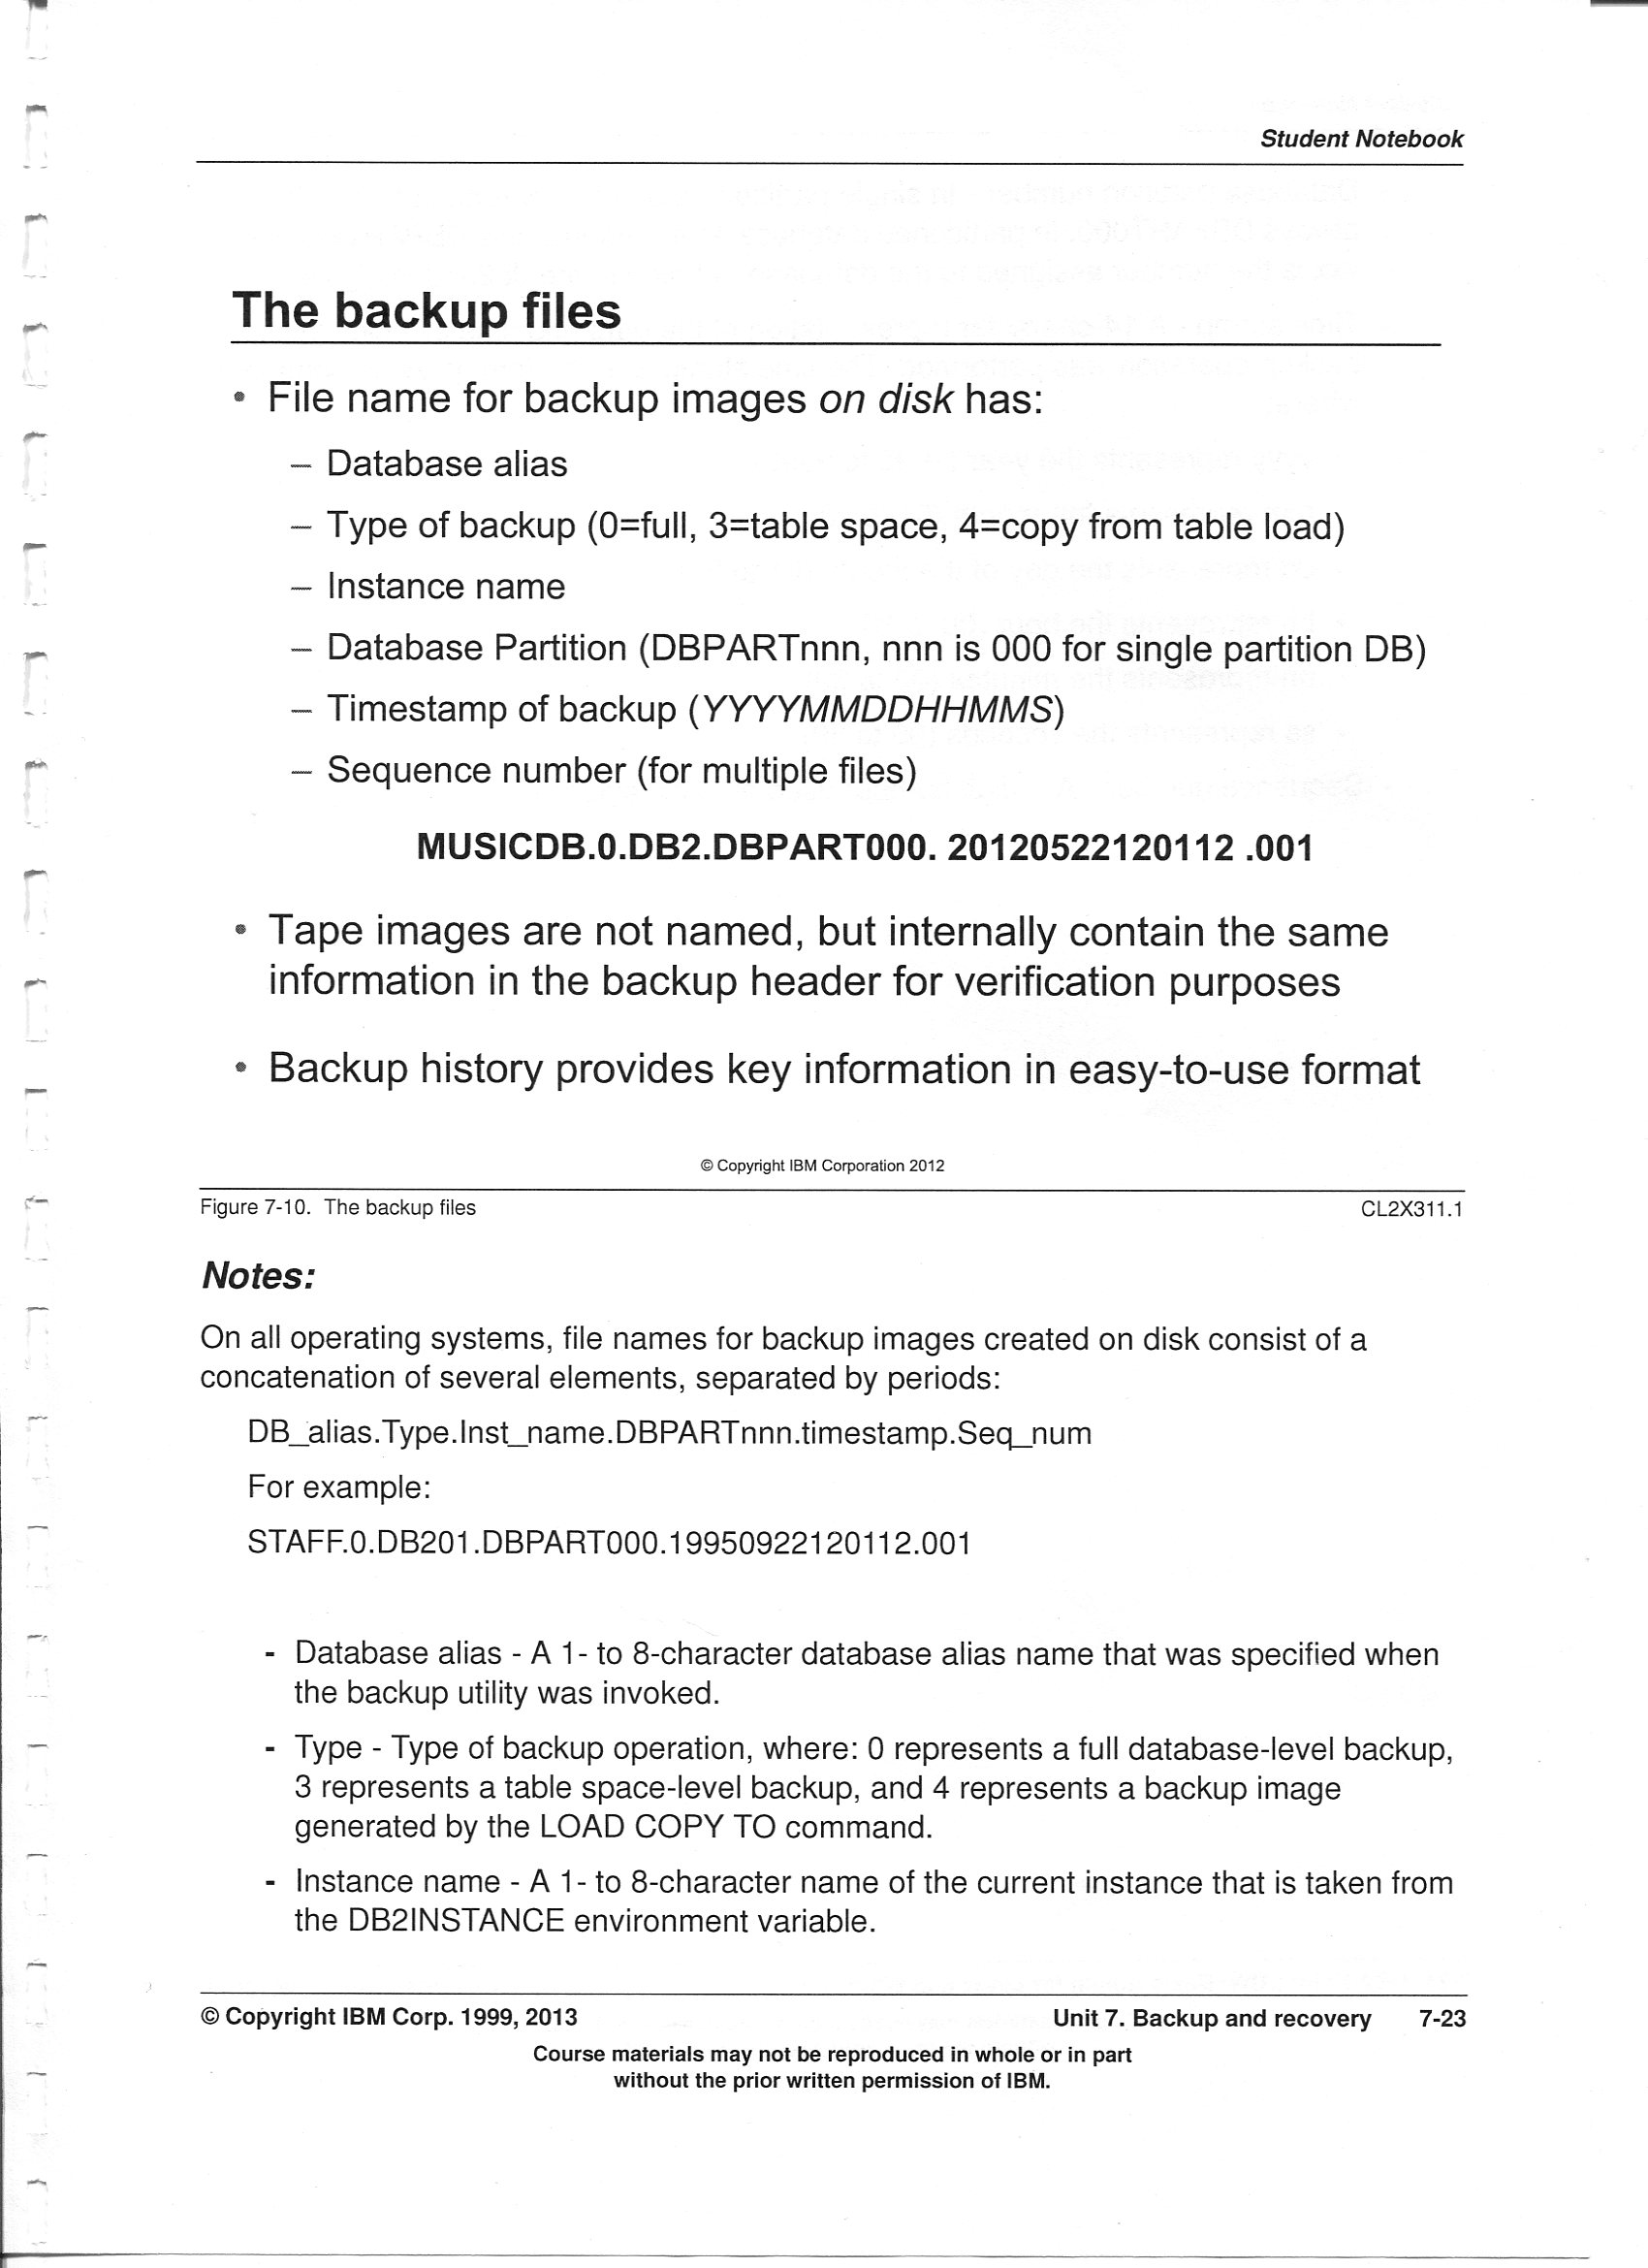 Student Notebook
The backup files
• File name for backup images on disk has:
– Database alias
– Type of backup (0=full, 3=table space, 4=copy from table load)
– Instance name
– Database Partition (DBPARTnnn, nnn is 000 for single partition DB)
– Timestamp of backup (YYYYMMDDHHMMS)
– Sequence number (for multiple files)
MUSICDB.0.DB2.DBPART000. 20120522120112 .001
• Tape images are not named, but internally contain the same
information in the backup header for verification purposes
• Backup history provides key information in easy-to-use format
© Copyright IBM Corporation 2012
Figure 7-10. The backup files CL2X311.1
Notes:
On all operating systems, file names for backup images created on disk consist of a
concatenation of several elements, separated by periods:
DB_alias.Type.Inst_name.DBPARTnnn.timestamp.Seq_num
For example:
STAFF.0.DB201.DBPART000.19950922120112.001
- Database alias - A 1- to 8-character database alias name that was specified when
the backup utility was invoked.
- Type - Type of backup operation, where: 0 represents a full database-level backup,
3 represents a table space-level backup, and 4 represents a backup image
generated by the LOAD COPY TO command.
- Instance name - A 1- to 8-character name of the current instance that is taken from
the DB2INSTANCE environment variable.
© Copyright IBM Corp. 1999, 2013 Unit 7. Backup and recovery 7-23
Course materials may not be reproduced in whole or in part
without the prior written permission of IBM.